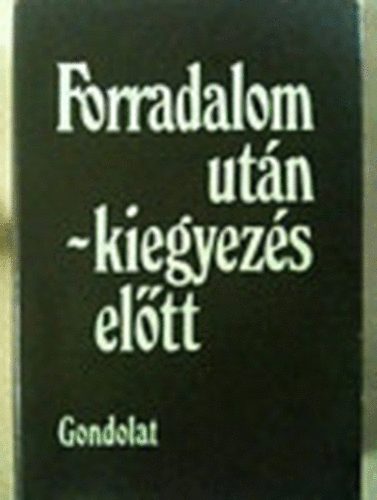 Forradalom
után
~kiegyezés
előtt
Gondolat